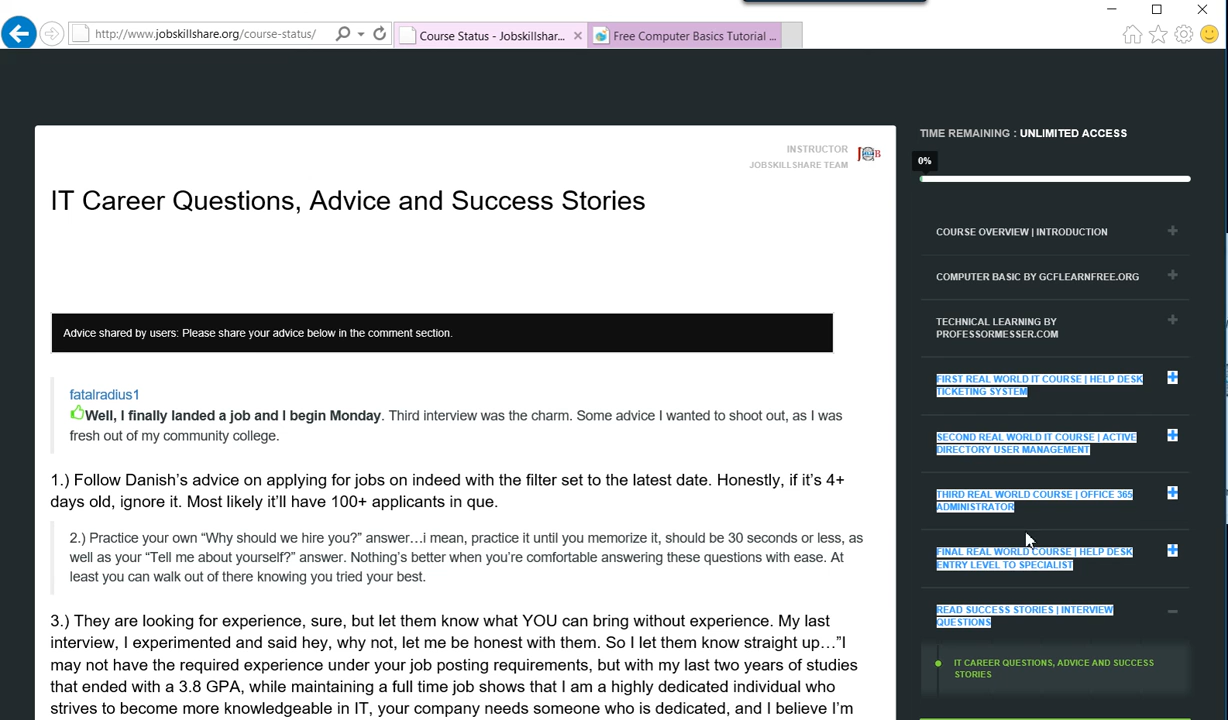 http://www.jobskillshare.org/course-status/
Course Status - Jobskillshar...
Free Computer Basics Tutorial ...
INSTRUCTOR
JOBSKILLSHARE TEAM
TIME REMAINING : UNLIMITED ACCESS
0%
IT Career Questions, Advice and Success Stories
COURSE OVERVIEW | INTRODUCTION
COMPUTER BASIC BY GCFLEARNFREE.ORG
TECHNICAL LEARNING BY
PROFESSORMESSER.COM
FIRST REAL WORLD IT COURSE | HELP DESK
TICKETING SYSTEM
SECOND REAL WORLD IT COURSE | ACTIVE
DIRECTORY USER MANAGEMENT
THIRD REAL WORLD COURSE | OFFICE 365
ADMINISTRATOR
FINAL REAL WORLD COURSE | HELP DESK
ENTRY LEVEL TO SPECIALIST
READ SUCCESS STORIES | INTERVIEW
QUESTIONS
IT CAREER QUESTIONS, ADVICE AND SUCCESS
STORIES
Advice shared by users: Please share your advice below in the comment section.
fatalradius1
Well, I finally landed a job and I begin Monday. Third interview was the charm. Some advice I wanted to shoot out, as I was
fresh out of my community college.
1.) Follow Danish's advice on applying for jobs on indeed with the filter set to the latest date. Honestly, if it's 4+
days old, ignore it. Most likely it'll have 100+ applicants in que.
2.) Practice your own “Why should we hire you?” answer…i mean, practice it until you memorize it, should be 30 seconds or less, as
well as your “Tell me about yourself?” answer. Nothing's better when you're comfortable answering these questions with ease. At
least you can walk out of there knowing you tried your best.
3.) They are looking for experience, sure, but let them know what YOU can bring without experience. My last
interview, I experimented and said hey, why not, let me be honest with them. So I let them know straight up…”I
may not have the required experience under your job posting requirements, but with my last two years of studies
that ended with a 3.8 GPA, while maintaining a full time job shows that I am a highly dedicated individual who
strives to become more knowledgeable in IT, your company needs someone who is dedicated, and I believe I'm